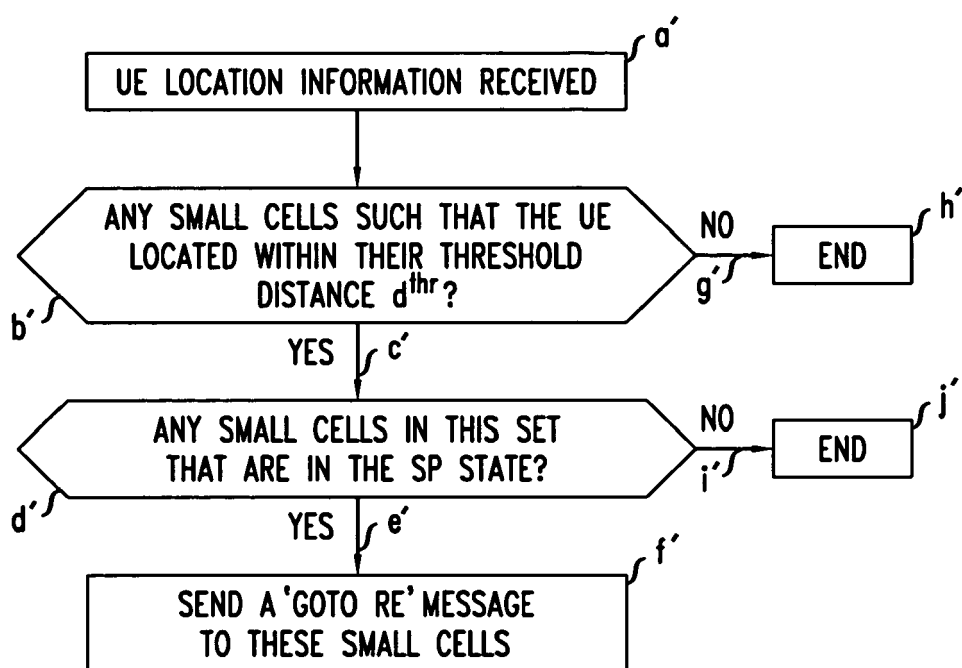 a′
UE LOCATION INFORMATION RECEIVED
ANY SMALL CELLS SUCH THAT THE UE
LOCATED WITHIN THEIR THRESHOLD
DISTANCE d^thr?
b′
NO
g′
h′
END
YES
c′
ANY SMALL CELLS IN THIS SET
THAT ARE IN THE SP STATE?
d′
NO
i′
j′
END
YES
e′
f′
SEND A 'GOTO RE' MESSAGE
TO THESE SMALL CELLS